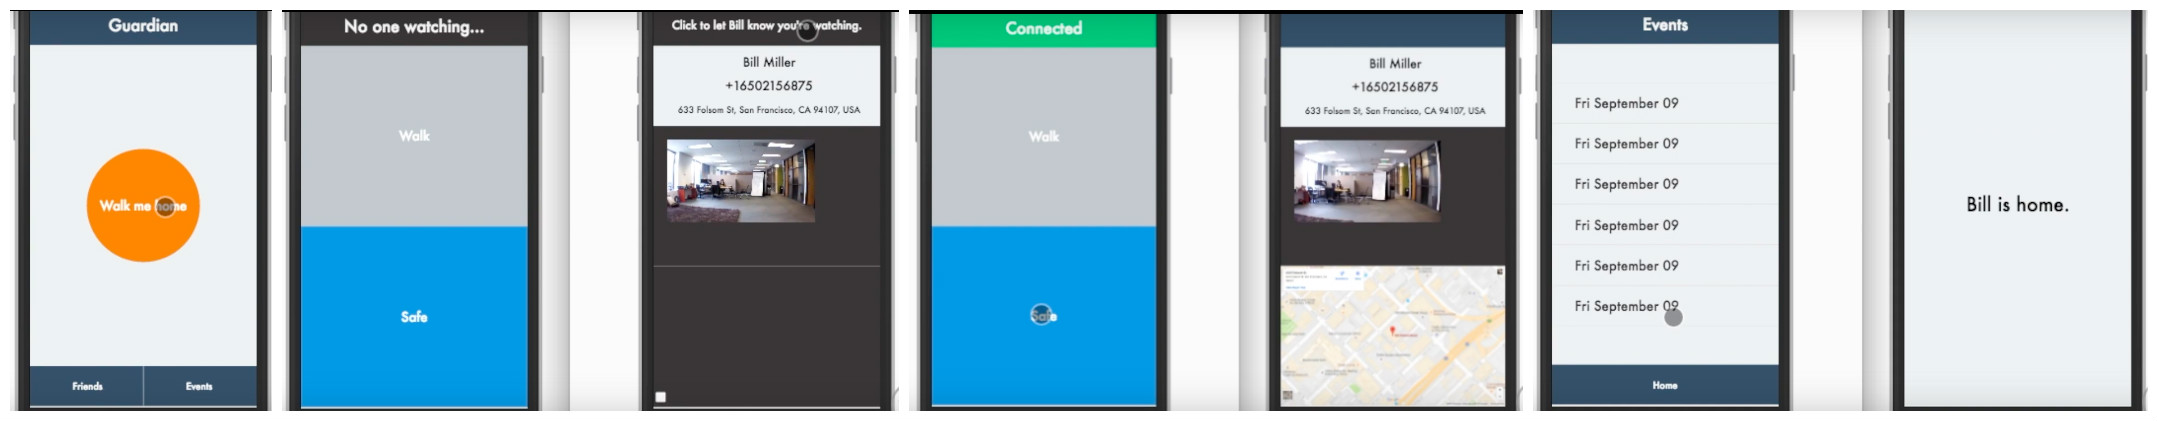 Guardian
Walk me home
Friends
Events
No one watching...
Walk
Safe
Click to let Bill know you're watching.
Bill Miller
+16502156875
633 Folsom St, San Francisco, CA 94107, USA
Connected
Walk
Safe
Bill Miller
+16502156875
633 Folsom St, San Francisco, CA 94107, USA
Events
Fri September 09
Fri September 09
Fri September 09
Fri September 09
Fri September 09
Fri September 09
Home
Bill is home.